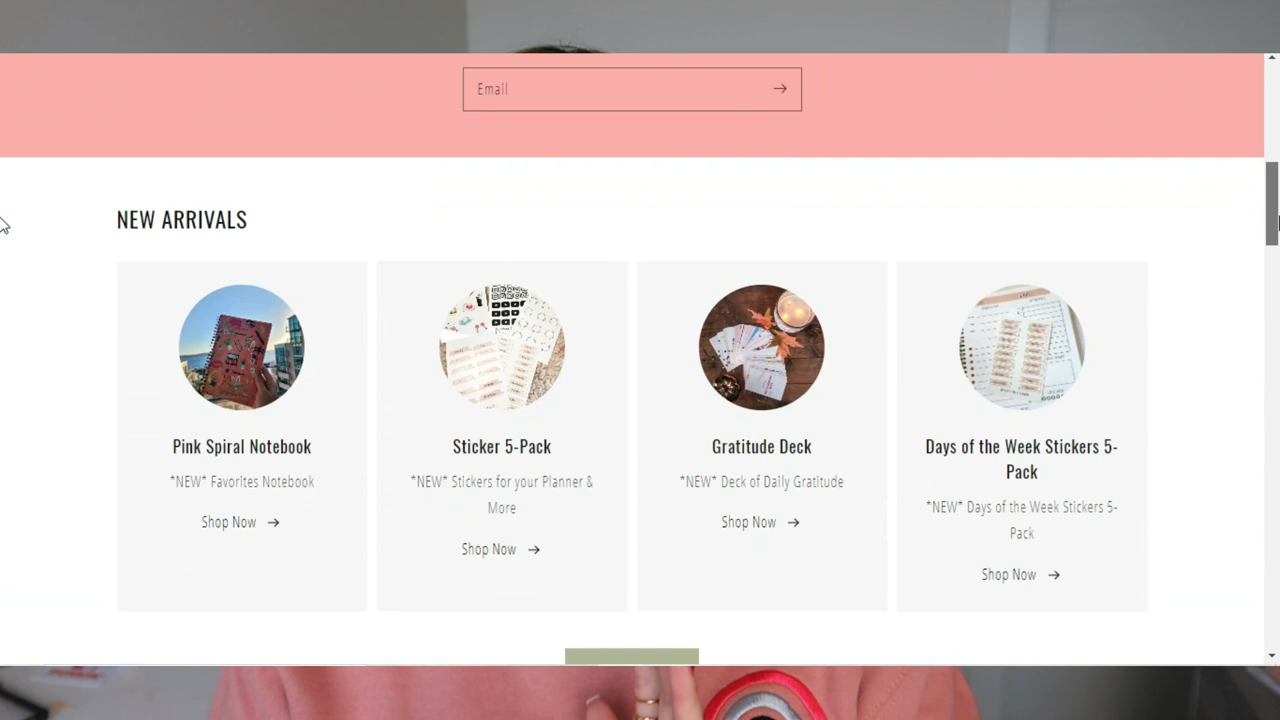 Email
NEW ARRIVALS
Pink Spiral Notebook
*NEW* Favorites Notebook
Shop Now
Sticker 5-Pack
*NEW* Stickers for your Planner &
More
Shop Now
Gratitude Deck
*NEW* Deck of Daily Gratitude
Shop Now
Days of the Week Stickers 5-
Pack
*NEW* Days of the Week Stickers 5-
Pack
Shop Now